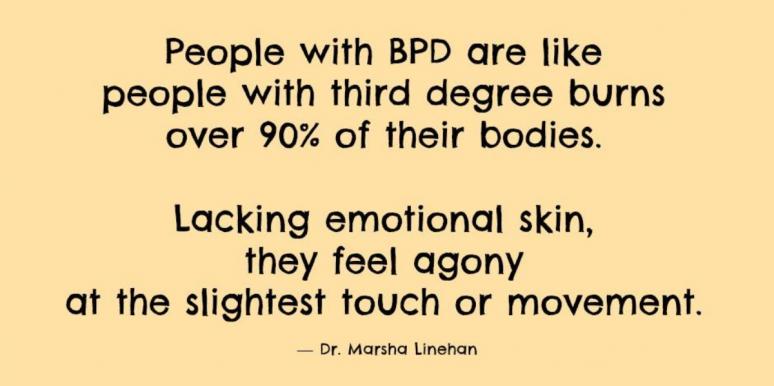 People with BPD are like
people with third degree burns
over 90% of their bodies.
Lacking emotional skin,
they feel agony
at the slightest touch or movement.
— Dr. Marsha Linehan